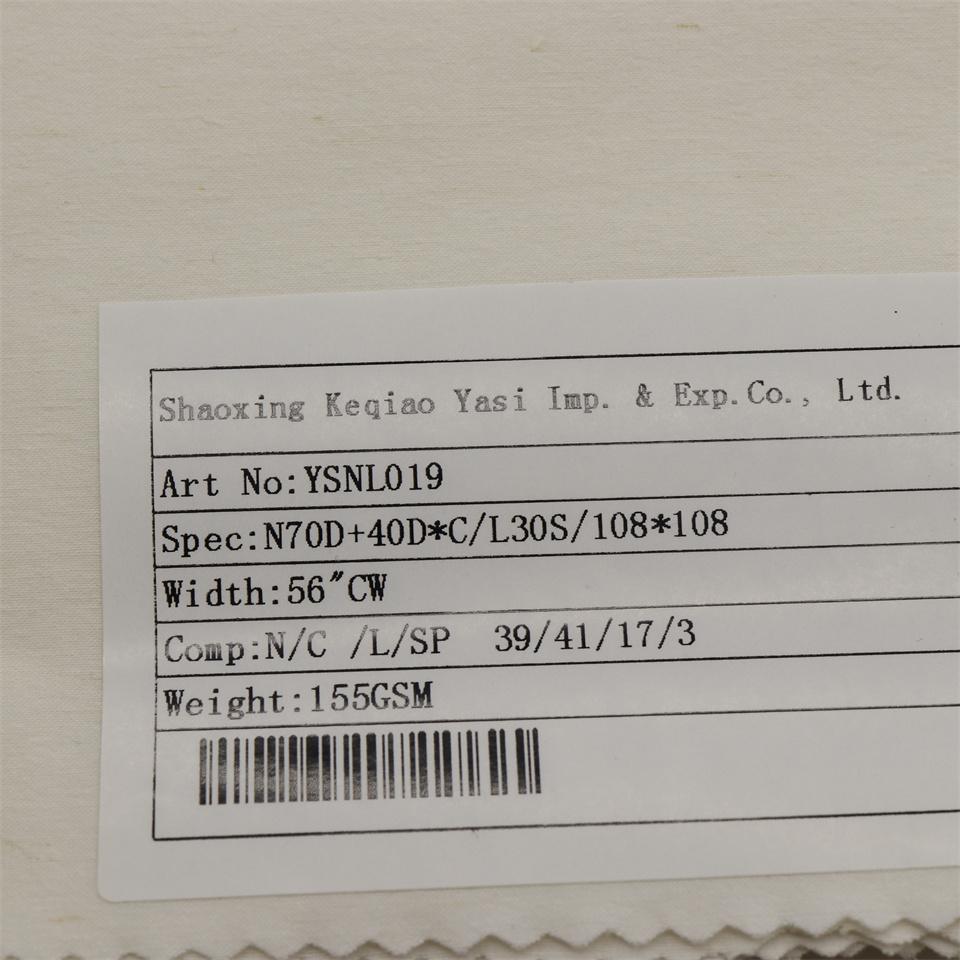 Shaoxing Keqiao Yasi Imp. & Exp.Co., Ltd.
Art No:YSNL019
Spec:N70D+40D*C/L30S/108*108
Width:56"CW
Comp:N/C /L/SP 39/41/17/3
Weight:155GSM